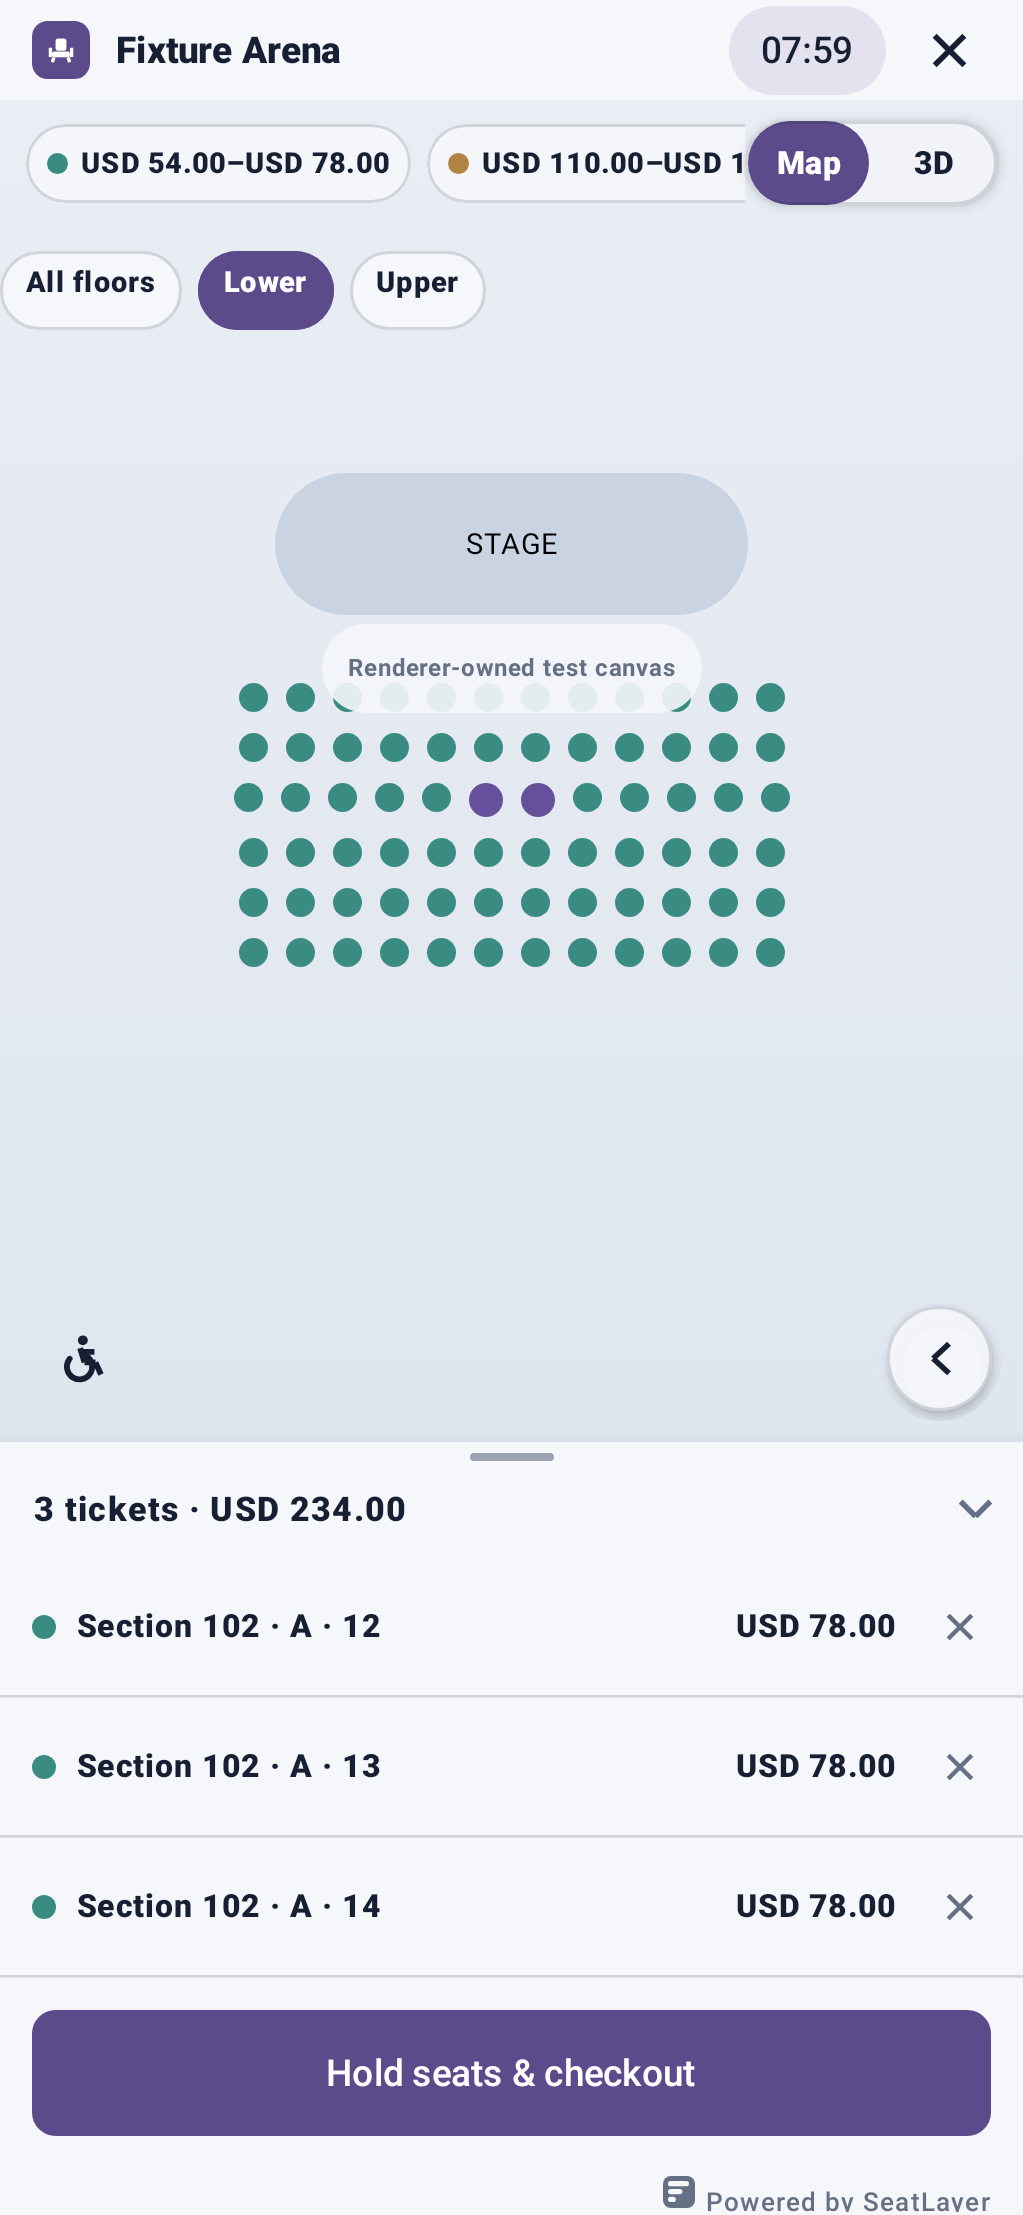 Fixture Arena
07:59
USD 54.00–USD 78.00
USD 110.00–USD 1
Map
3D
All floors
Lower
Upper
STAGE
Renderer-owned test canvas
3 tickets · USD 234.00
Section 102 · A · 12
USD 78.00
Section 102 · A · 13
USD 78.00
Section 102 · A · 14
USD 78.00
Hold seats & checkout
Powered by SeatLayer